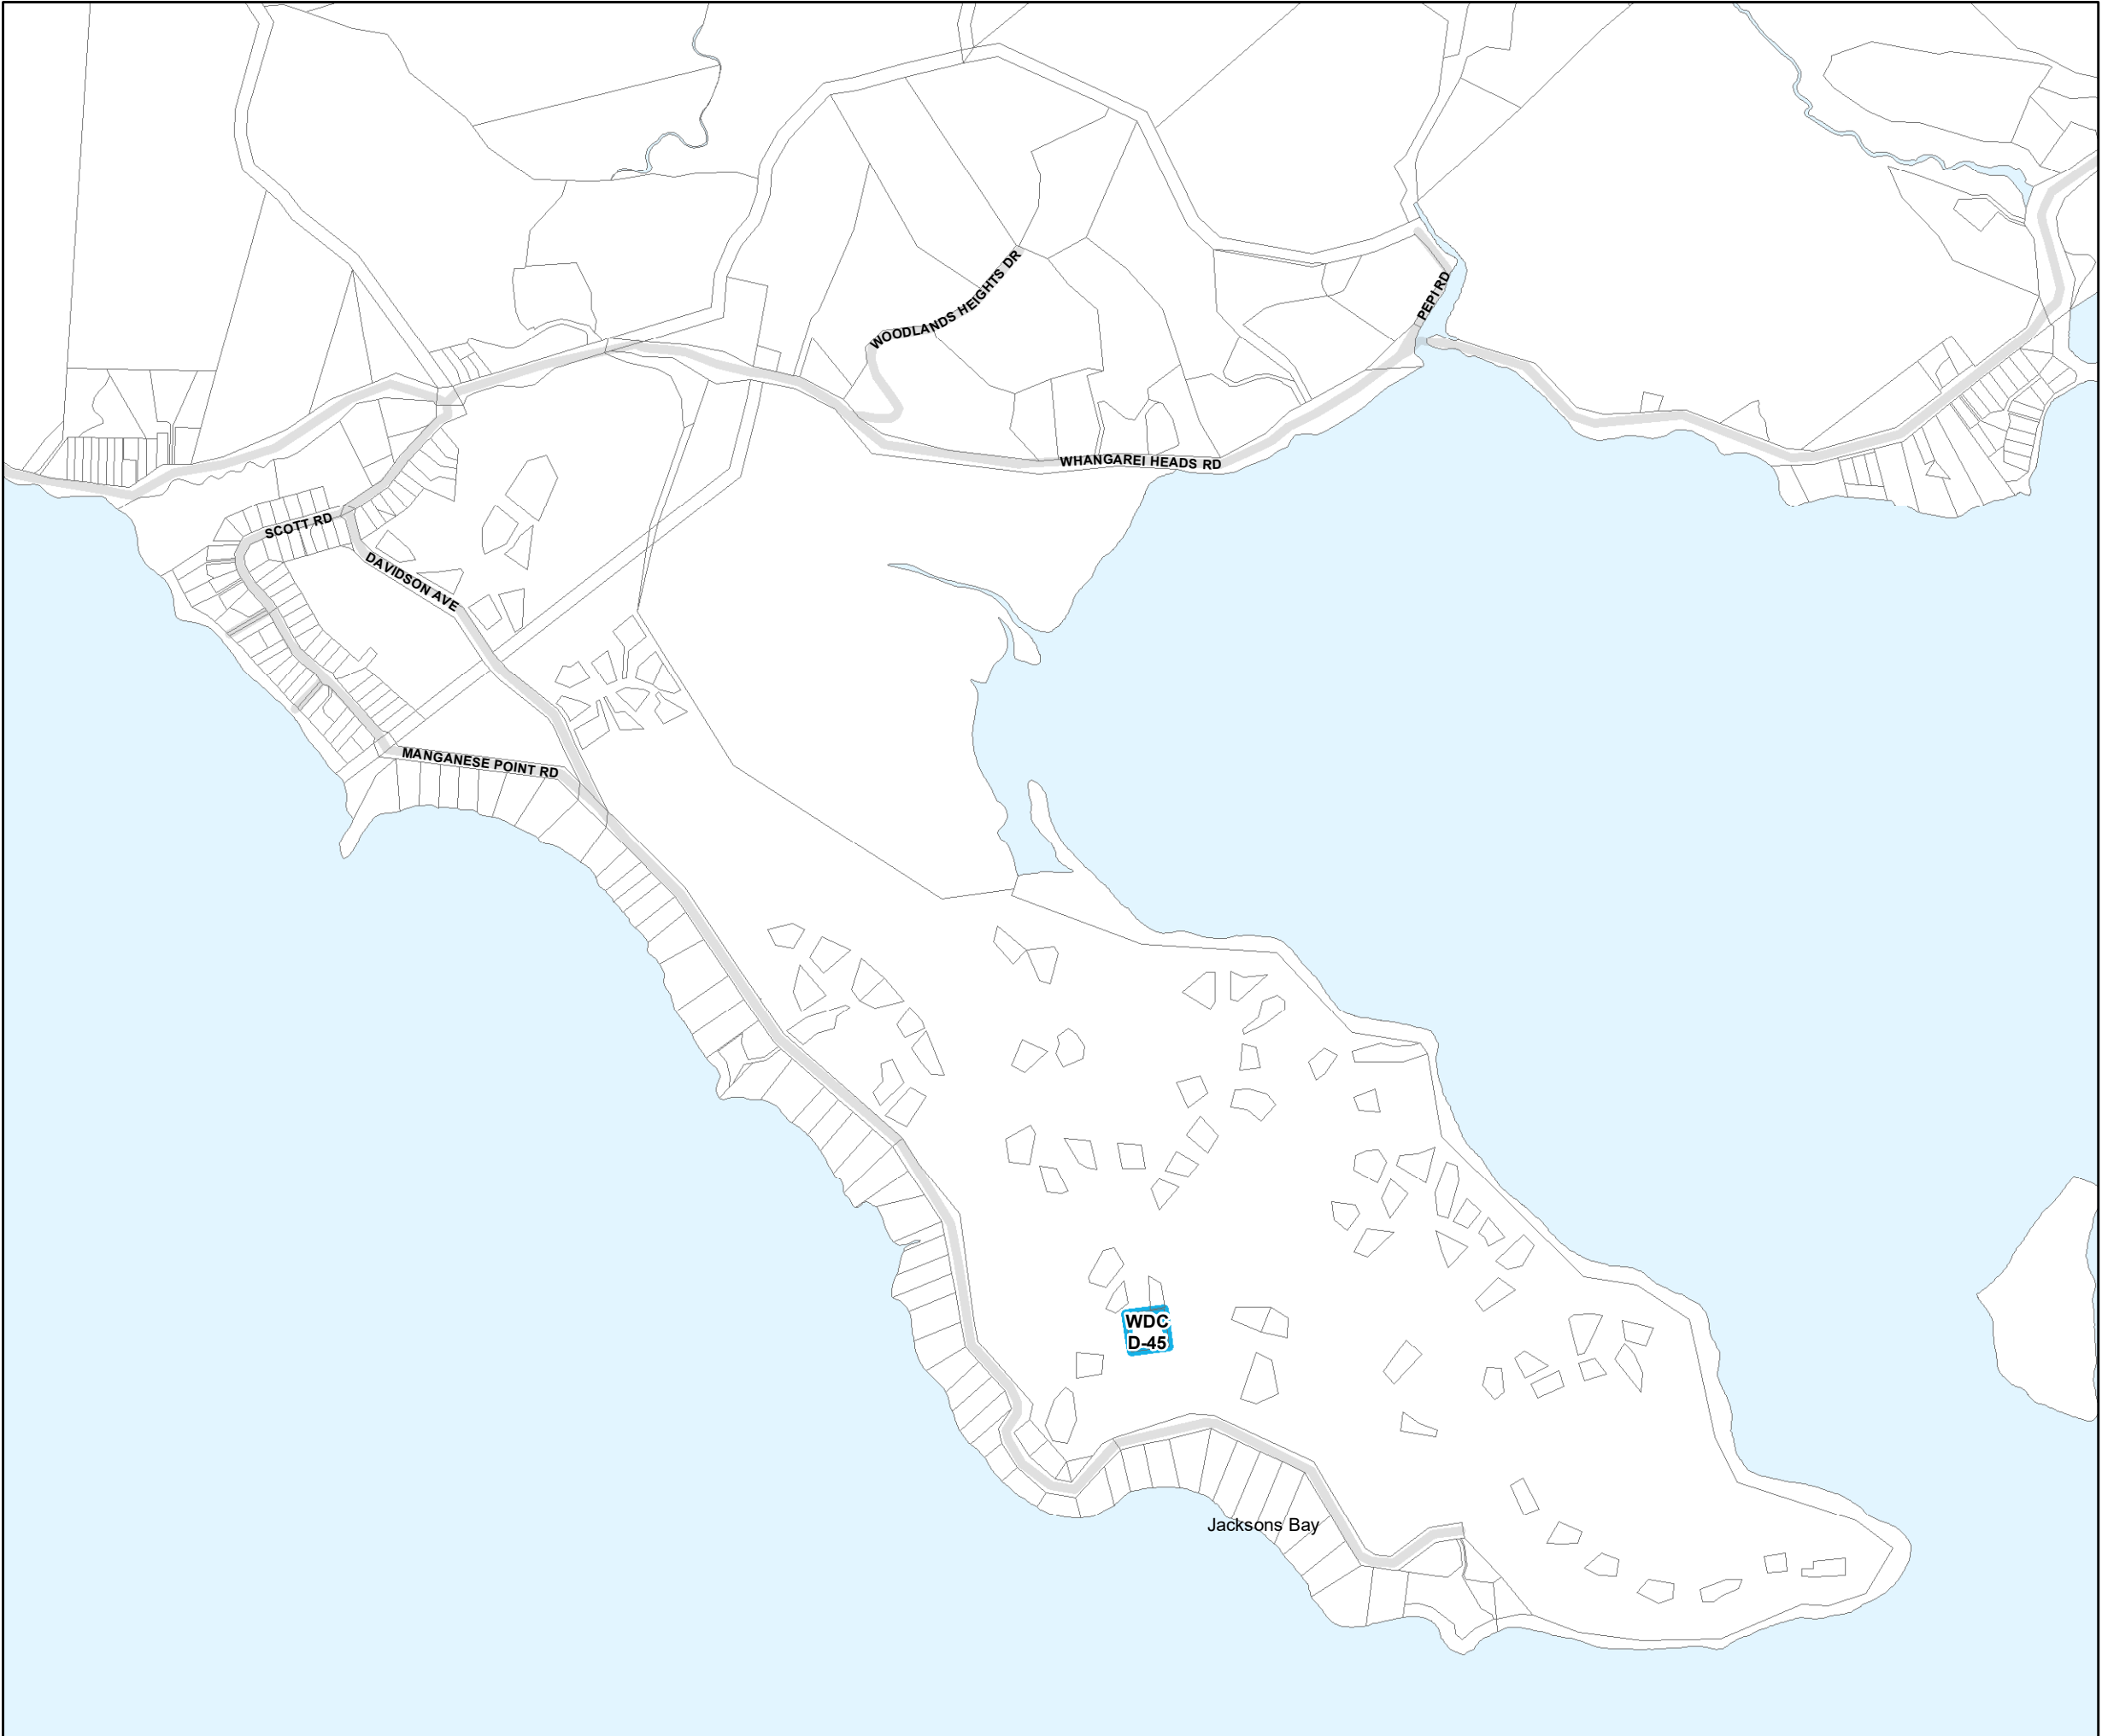 WOODLANDS HEIGHTS DR
PEPI RD
WHANGAREI HEADS RD
SCOTT RD
DAVIDSON AVE
MANGANESE POINT RD
WDC
D-45
Jacksons Bay